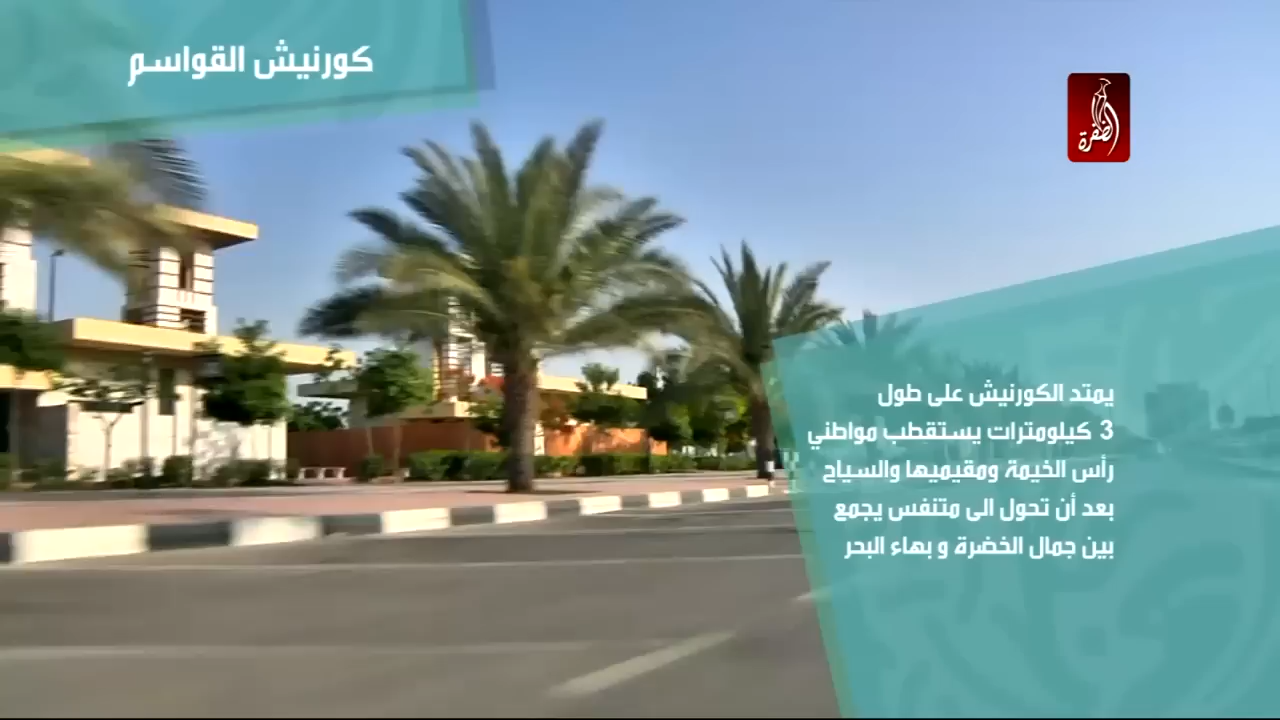 كورنيش القواسم
الظفرة
يمتد الكورنيش على طول
3 كيلومترات يستقطب مواطني
رأس الخيمة ومقيميها والسياح
بعد أن تحول الى متنفس يجمع
بين جمال الخضرة و بهاء البحر